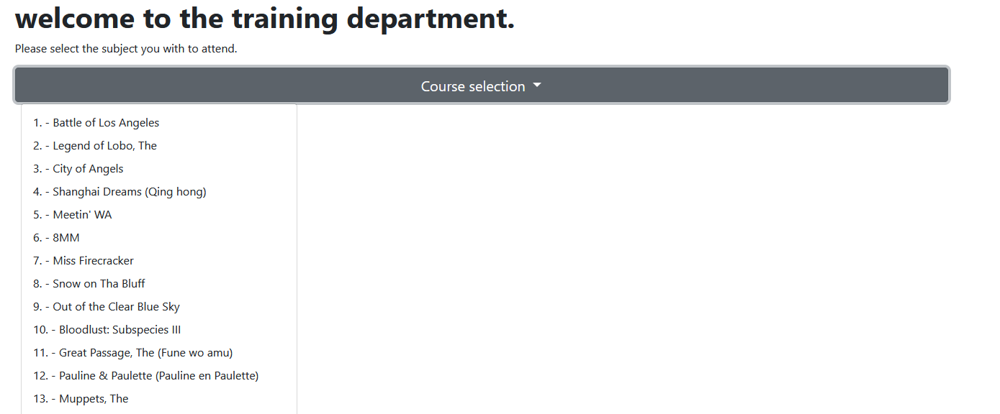 welcome to the training department.
Please select the subject you with to attend.
Course selection
1. - Battle of Los Angeles
2. - Legend of Lobo, The
3. - City of Angels
4. - Shanghai Dreams (Qing hong)
5. - Meetin' WA
6. - 8MM
7. - Miss Firecracker
8. - Snow on Tha Bluff
9. - Out of the Clear Blue Sky
10. - Bloodlust: Subspecies III
11. - Great Passage, The (Fune wo amu)
12. - Pauline & Paulette (Pauline en Paulette)
13. - Muppets, The